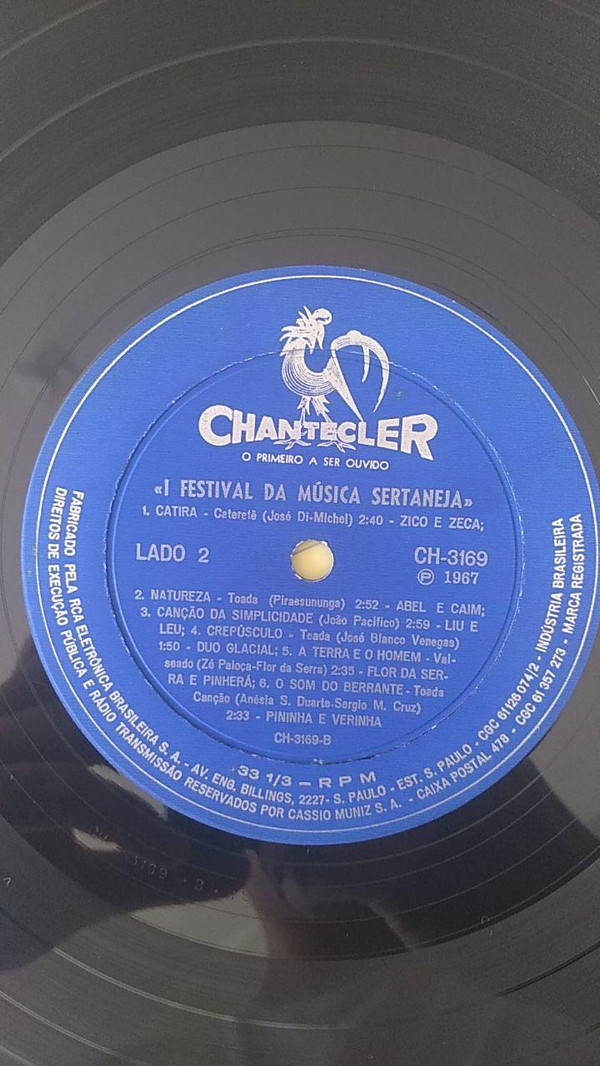 CHANTECLER
O PRIMEIRO A SER OUVIDO
«I FESTIVAL DA MÚSICA SERTANEJA»
1. CATIRA - Cateretê (José Di-Michel) 2:40 - ZICO E ZECA;
LADO 2
CH-3169
Ⓟ 1967
2. NATUREZA - Toada (Pirassununga) 2:52 - ABEL E CAIM;
3. CANÇÃO DA SIMPLICIDADE (João Pacífico) 2:59 - LIU E
LEU; 4. CREPÚSCULO - Toada (José Blanco Venegas)
1:50 - DUO GLACIAL; 5. A TERRA E O HOMEM - Val-
seado (Zé Paloça-Flor da Serra) 2:35 - FLOR DA SER-
RA E PINHERÁ; 6. O SOM DO BERRANTE - Toada
Canção (Anésia S. Duarte-Sergio M. Cruz)
2:33 - PININHA E VERINHA
CH-3169-B
33 1/3 - RPM
FABRICADO PELA RCA ELETRÔNICA BRASILEIRA S. A. - AV. ENG. BILLINGS, 2227- S. PAULO - EST. S. PAULO - CGC 61126 074/2 - INDÚSTRIA BRASILEIRA
DIREITOS DE EXECUÇÃO PÚBLICA E RÁDIO TRANSMISSÃO RESERVADOS POR CASSIO MUNIZ S. A. - CAIXA POSTAL 478 - CGC 61 357 273 - MARCA REGISTRADA